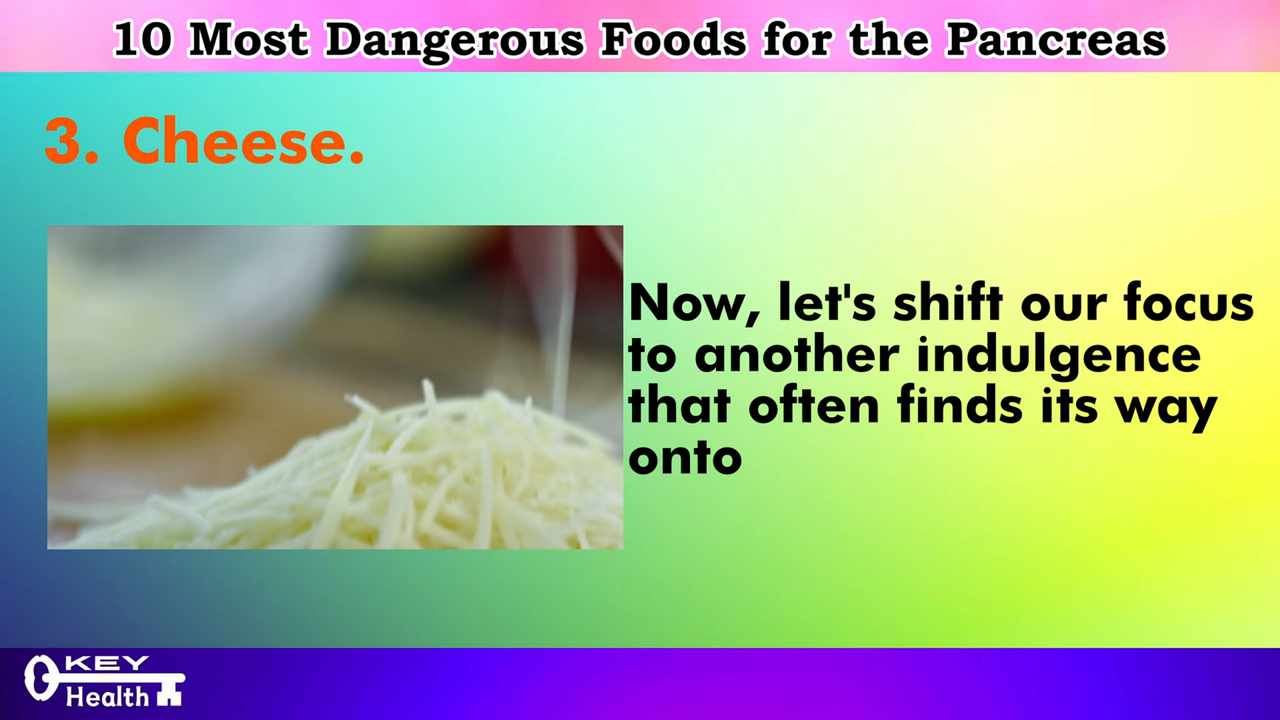 10 Most Dangerous Foods for the Pancreas
3. Cheese.
Now, let's shift our focus
to another indulgence
that often finds its way
onto
KEY
Health